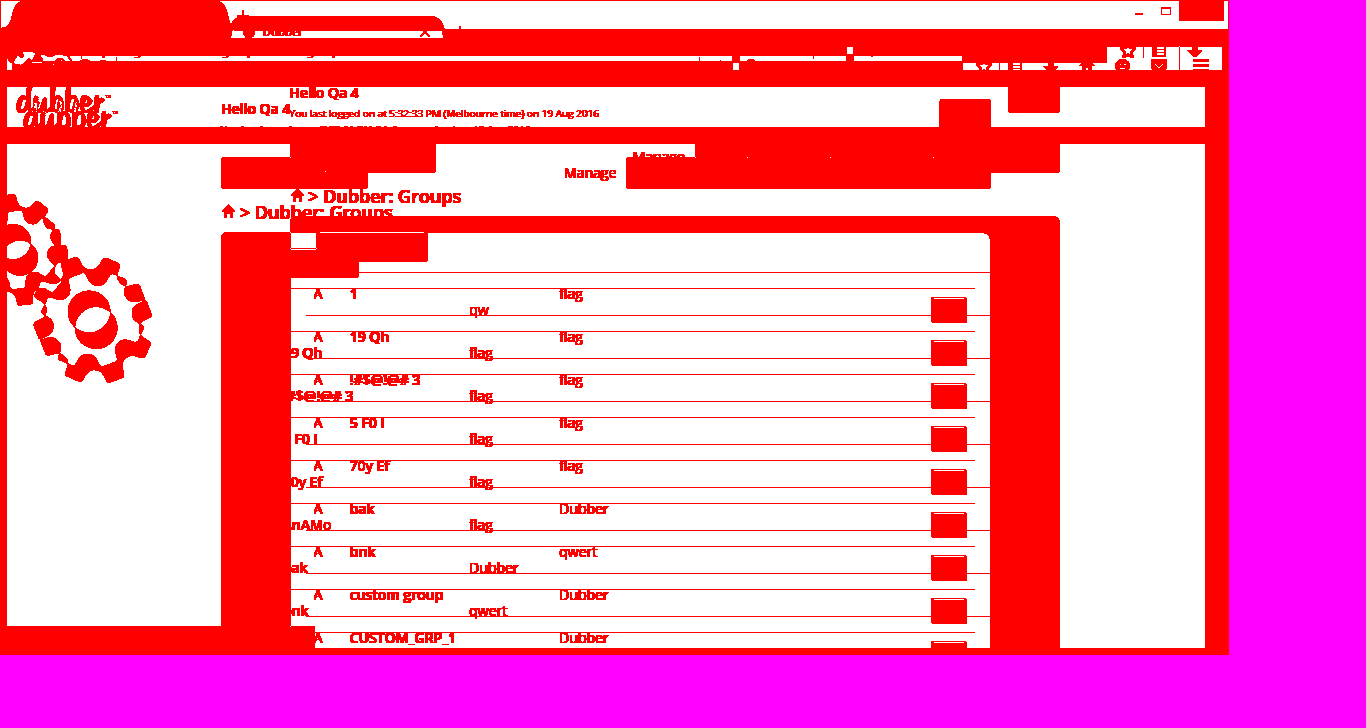 Dubber
dubber™
dubber™
Hello Qa 4
Hello Qa 4
You last logged on at 5:32:33 PM (Melbourne time) on 19 Aug 2016
Manage
Manage
> Dubber: Groups
> Dubber: Groups
A 1 flag
qw
A 19 Qh flag
9 Qh flag
A !#$@!@# 3 flag
#$@!@# 3 flag
A 5 F0 I flag
F0 I flag
A 70y Ef flag
0y Ef flag
A bak Dubber
nAMo flag
A bnk qwert
ak Dubber
A custom group Dubber
nk qwert
A CUSTOM_GRP_1 Dubber